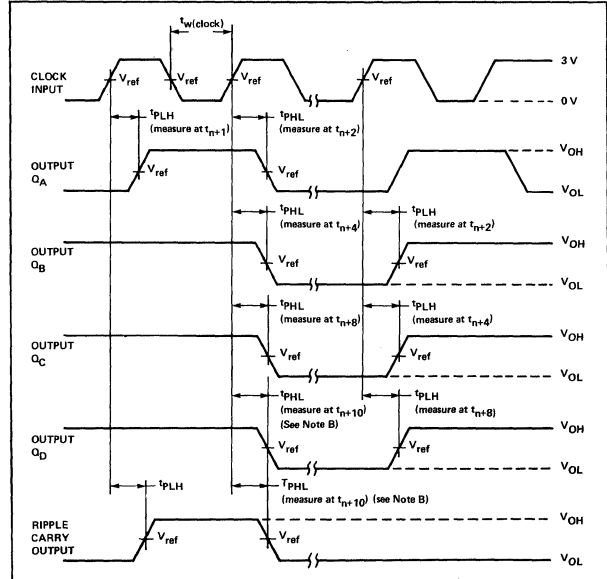 tw(clock)
3 V
CLOCK
INPUT
Vref Vref Vref Vref
0 V
tPLH
(measure at tn+1)
tPHL
(measure at tn+2)
OUTPUT
QA
Vref Vref
VOH
VOL
tPHL
(measure at tn+4)
tPLH
(measure at tn+2)
OUTPUT
QB
Vref Vref
VOH
VOL
tPHL
(measure at tn+8)
tPLH
(measure at tn+4)
OUTPUT
QC
Vref Vref
VOH
VOL
tPHL
(measure at tn+10)
(See Note B)
tPLH
(measure at tn+8)
OUTPUT
QD
Vref Vref
VOH
VOL
tPLH
TPHL
(measure at tn+10) (see Note B)
RIPPLE
CARRY
OUTPUT
Vref Vref
VOH
VOL